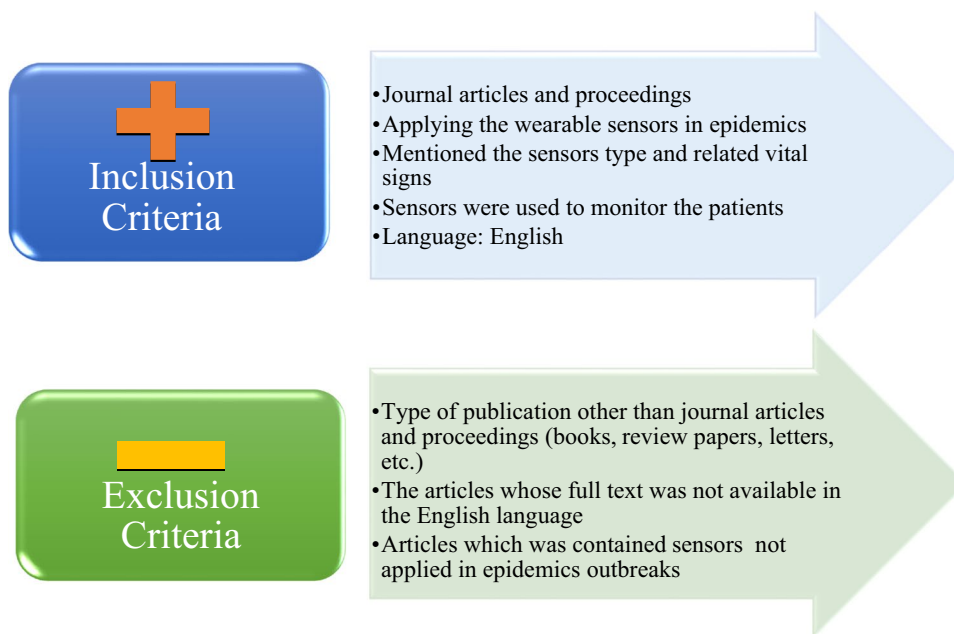 Inclusion
Criteria
•Journal articles and proceedings
•Applying the wearable sensors in epidemics
•Mentioned the sensors type and related vital
signs
•Sensors were used to monitor the patients
•Language: English
Exclusion
Criteria
•Type of publication other than journal articles
and proceedings (books, review papers, letters,
etc.)
•The articles whose full text was not available in
the English language
•Articles which was contained sensors not
applied in epidemics outbreaks